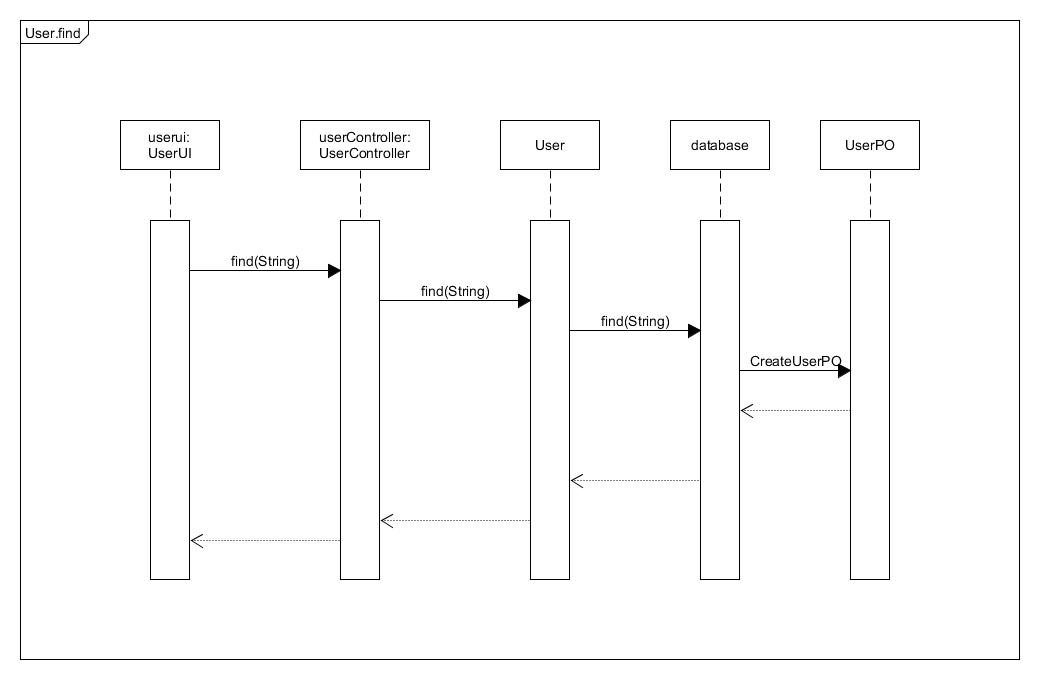 User.find
userui:
UserUI
userController:
UserController
User
database
UserPO
find(String)
find(String)
find(String)
CreateUserPO